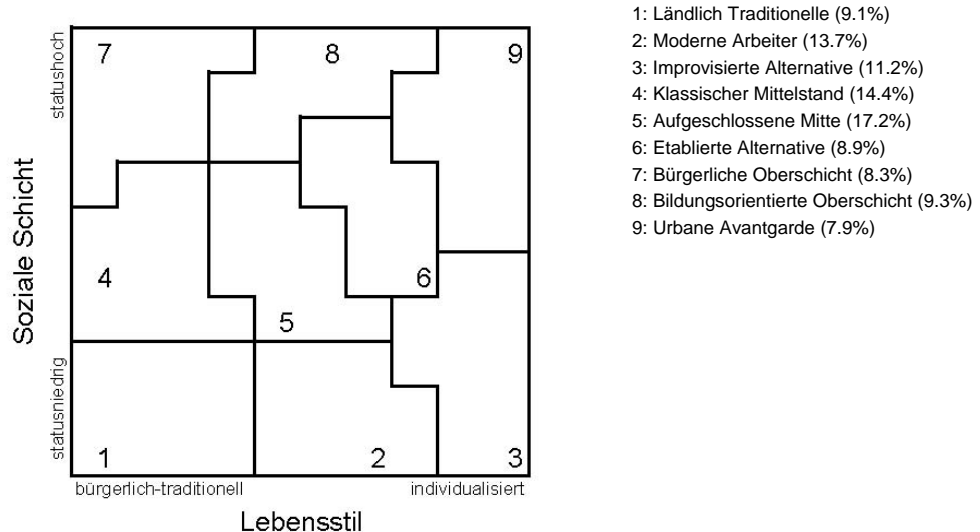 7
8
9
4
6
5
1
2
3
Soziale Schicht
statushoch
statusniedrig
bürgerlich-traditionell
individualisiert
Lebensstil
1: Ländlich Traditionelle (9.1%)
2: Moderne Arbeiter (13.7%)
3: Improvisierte Alternative (11.2%)
4: Klassischer Mittelstand (14.4%)
5: Aufgeschlossene Mitte (17.2%)
6: Etablierte Alternative (8.9%)
7: Bürgerliche Oberschicht (8.3%)
8: Bildungsorientierte Oberschicht (9.3%)
9: Urbane Avantgarde (7.9%)